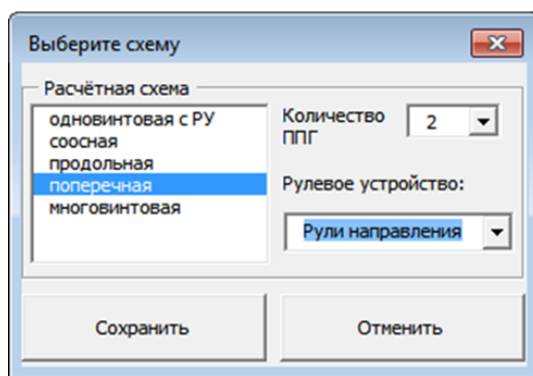 Выберите схему
Расчётная схема
одновинтовая с РУ
соосная
продольная
поперечная
многовинтовая
Количество
ППГ
2
Рулевое устройство:
Рули направления
Сохранить
Отменить